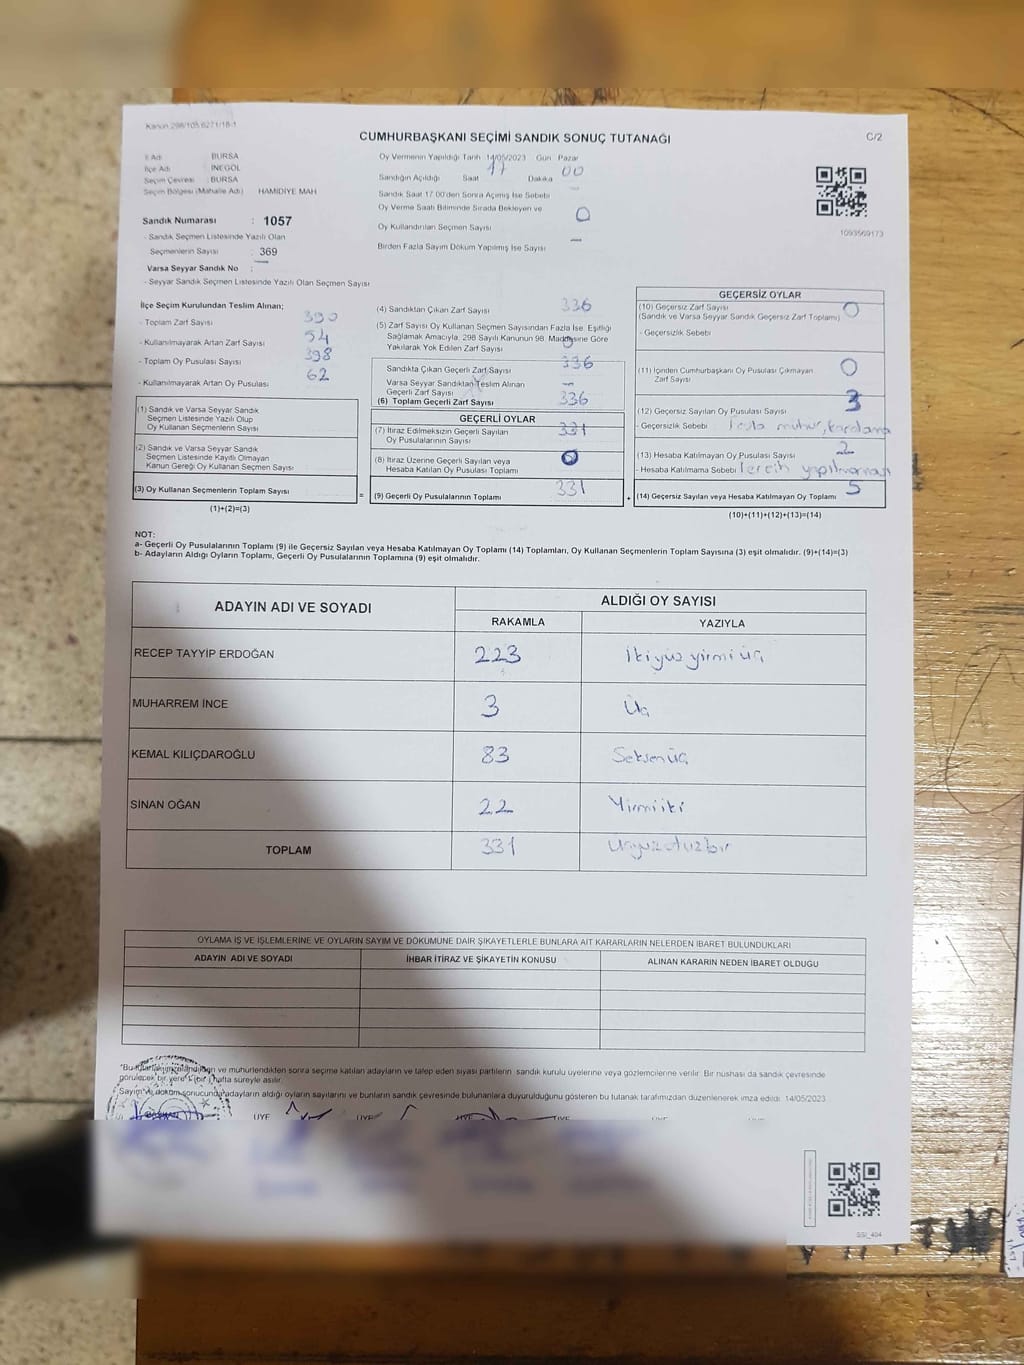 Kanun 298/105 6271/18-1
CUMHURBAŞKANI SEÇİMİ SANDIK SONUÇ TUTANAĞI
C/2
İl Adı BURSA
İlçe Adı İNEGÖL
Seçim Çevresi BURSA
Seçim Bölgesi (Mahalle Adı) HAMİDİYE MAH
Sandık Numarası : 1057
- Sandık Seçmen Listesinde Yazılı Olan
Seçmenlerin Sayısı : 369
Varsa Seyyar Sandık No : —
- Seyyar Sandık Seçmen Listesinde Yazılı Olan Seçmen Sayısı
Oy Vermenin Yapıldığı Tarih 14/05/2023 Gün Pazar
Sandığın Açıldığı Saat 17 Dakika 00
Sandık Saat 17.00'den Sonra Açılmış İse Sebebi —
Oy Verme Saati Bitiminde Sırada Bekleyen ve
Oy Kullandırılan Seçmen Sayısı 0
Birden Fazla Sayım Döküm Yapılmış İse Sayısı —
1093569173
İlçe Seçim Kurulundan Teslim Alınan;
- Toplam Zarf Sayısı 390
- Kullanılmayarak Artan Zarf Sayısı 54
- Toplam Oy Pusulası Sayısı 398
- Kullanılmayarak Artan Oy Pusulası 62
(1) Sandık ve Varsa Seyyar Sandık
Seçmen Listesinde Yazılı Olup
Oy Kullanan Seçmenlerin Sayısı
(2) Sandık ve Varsa Seyyar Sandık
Seçmen Listesinde Kayıtlı Olmayan
Kanun Gereği Oy Kullanan Seçmen Sayısı
(3) Oy Kullanan Seçmenlerin Toplam Sayısı
(1)+(2)=(3)
=
(4) Sandıktan Çıkan Zarf Sayısı 336
(5) Zarf Sayısı Oy Kullanan Seçmen Sayısından Fazla İse, Eşitliği
Sağlamak Amacıyla, 298 Sayılı Kanunun 98. Maddesine Göre
Yakılarak Yok Edilen Zarf Sayısı 0
Sandıkta Çıkan Geçerli Zarf Sayısı 336
Varsa Seyyar Sandıktan Teslim Alınan
Geçerli Zarf Sayısı —
(6) Toplam Geçerli Zarf Sayısı 336
GEÇERLİ OYLAR
(7) İtiraz Edilmeksizin Geçerli Sayılan
Oy Pusulalarının Sayısı 331
(8) İtiraz Üzerine Geçerli Sayılan veya
Hesaba Katılan Oy Pusulası Toplamı 0
(9) Geçerli Oy Pusulalarının Toplamı 331
+
GEÇERSİZ OYLAR
(10) Geçersiz Zarf Sayısı 0
(Sandık ve Varsa Seyyar Sandık Geçersiz Zarf Toplamı)
- Geçersizlik Sebebi
(11) İçinden Cumhurbaşkanı Oy Pusulası Çıkmayan
Zarf Sayısı 0
(12) Geçersiz Sayılan Oy Pusulası Sayısı 3
- Geçersizlik Sebebi fazla mühür, karalama
(13) Hesaba Katılmayan Oy Pusulası Sayısı 2
- Hesaba Katılmama Sebebi Tercih yapılmaması
(14) Geçersiz Sayılan veya Hesaba Katılmayan Oy Toplamı 5
(10)+(11)+(12)+(13)=(14)
NOT:
a- Geçerli Oy Pusulalarının Toplamı (9) ile Geçersiz Sayılan veya Hesaba Katılmayan Oy Toplamı (14) Toplamları, Oy Kullanan Seçmenlerin Toplam Sayısına (3) eşit olmalıdır. (9)+(14)=(3)
b- Adayların Aldığı Oyların Toplamı, Geçerli Oy Pusulalarının Toplamına (9) eşit olmalıdır.
ADAYIN ADI VE SOYADI
ALDIĞI OY SAYISI
RAKAMLA YAZIYLA
RECEP TAYYİP ERDOĞAN 223 İkiyüz yirmi üç
MUHARREM İNCE 3 Üç
KEMAL KILIÇDAROĞLU 83 Seksen üç
SİNAN OĞAN 22 Yirmi iki
TOPLAM 331 Üçyüzotuzbir
OYLAMA İŞ VE İŞLEMLERİNE VE OYLARIN SAYIM VE DÖKÜMÜNE DAİR ŞİKAYETLERLE BUNLARA AİT KARARLARIN NELERDEN İBARET BULUNDUKLARI
ADAYIN ADI VE SOYADI İHBAR İTİRAZ VE ŞİKAYETİN KONUSU ALINAN KARARIN NEDEN İBARET OLDUĞU
ve mühürlendikten sonra seçime katılan adayların ve talep eden siyasi partilerin sandık kurulu üyelerine veya gözlemcilerine verilir. Bir nüshası da sandık çevresinde
görülecek bir yere 1 (bir) hafta süreyle asılır.
Sayım ve döküm sonucunda adayların aldığı oyların sayılarını ve bunların sandık çevresinde bulunanlara duyurulduğunu gösteren bu tutanak tarafımızdan düzenlenerek imza edildi. 14/05/2023
ÜYE ÜYE ÜYE ÜYE ÜYE ÜYE
SSI_404